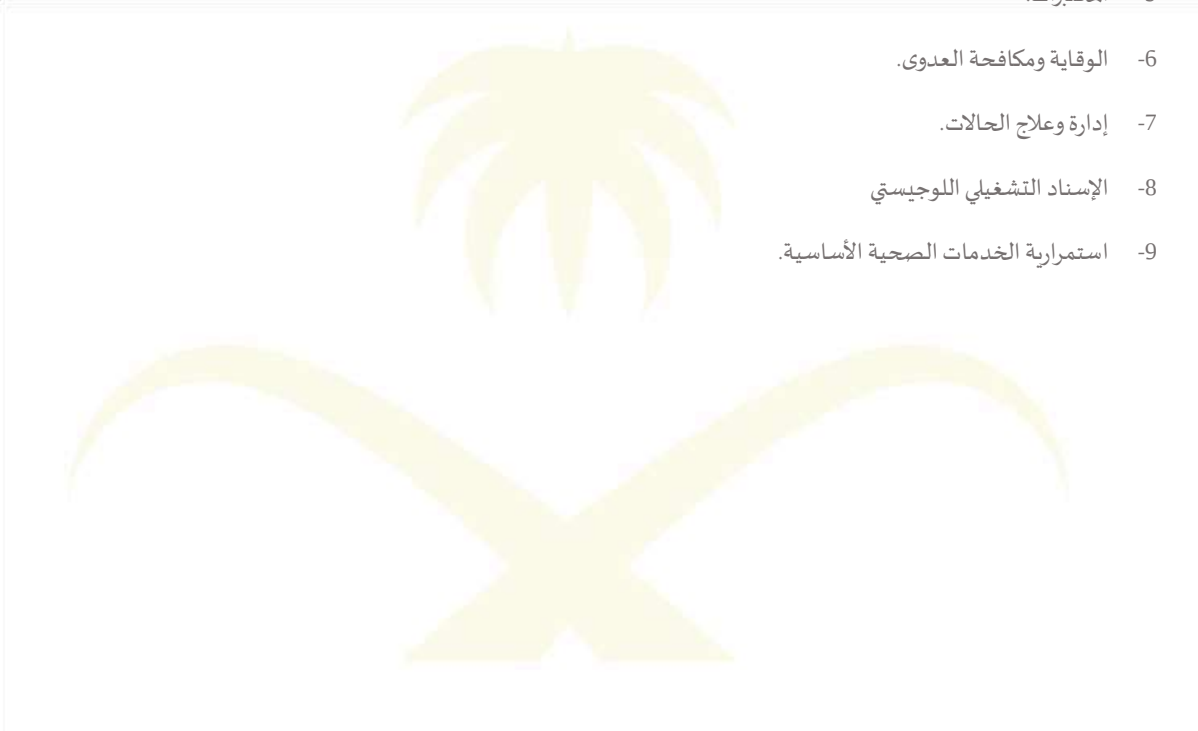 6- الوقاية ومكافحة العدوى.
7- إدارة وعلاج الحالات.
8- الإسناد التشغيلي اللوجيستي
9- استمرارية الخدمات الصحية الأساسية.